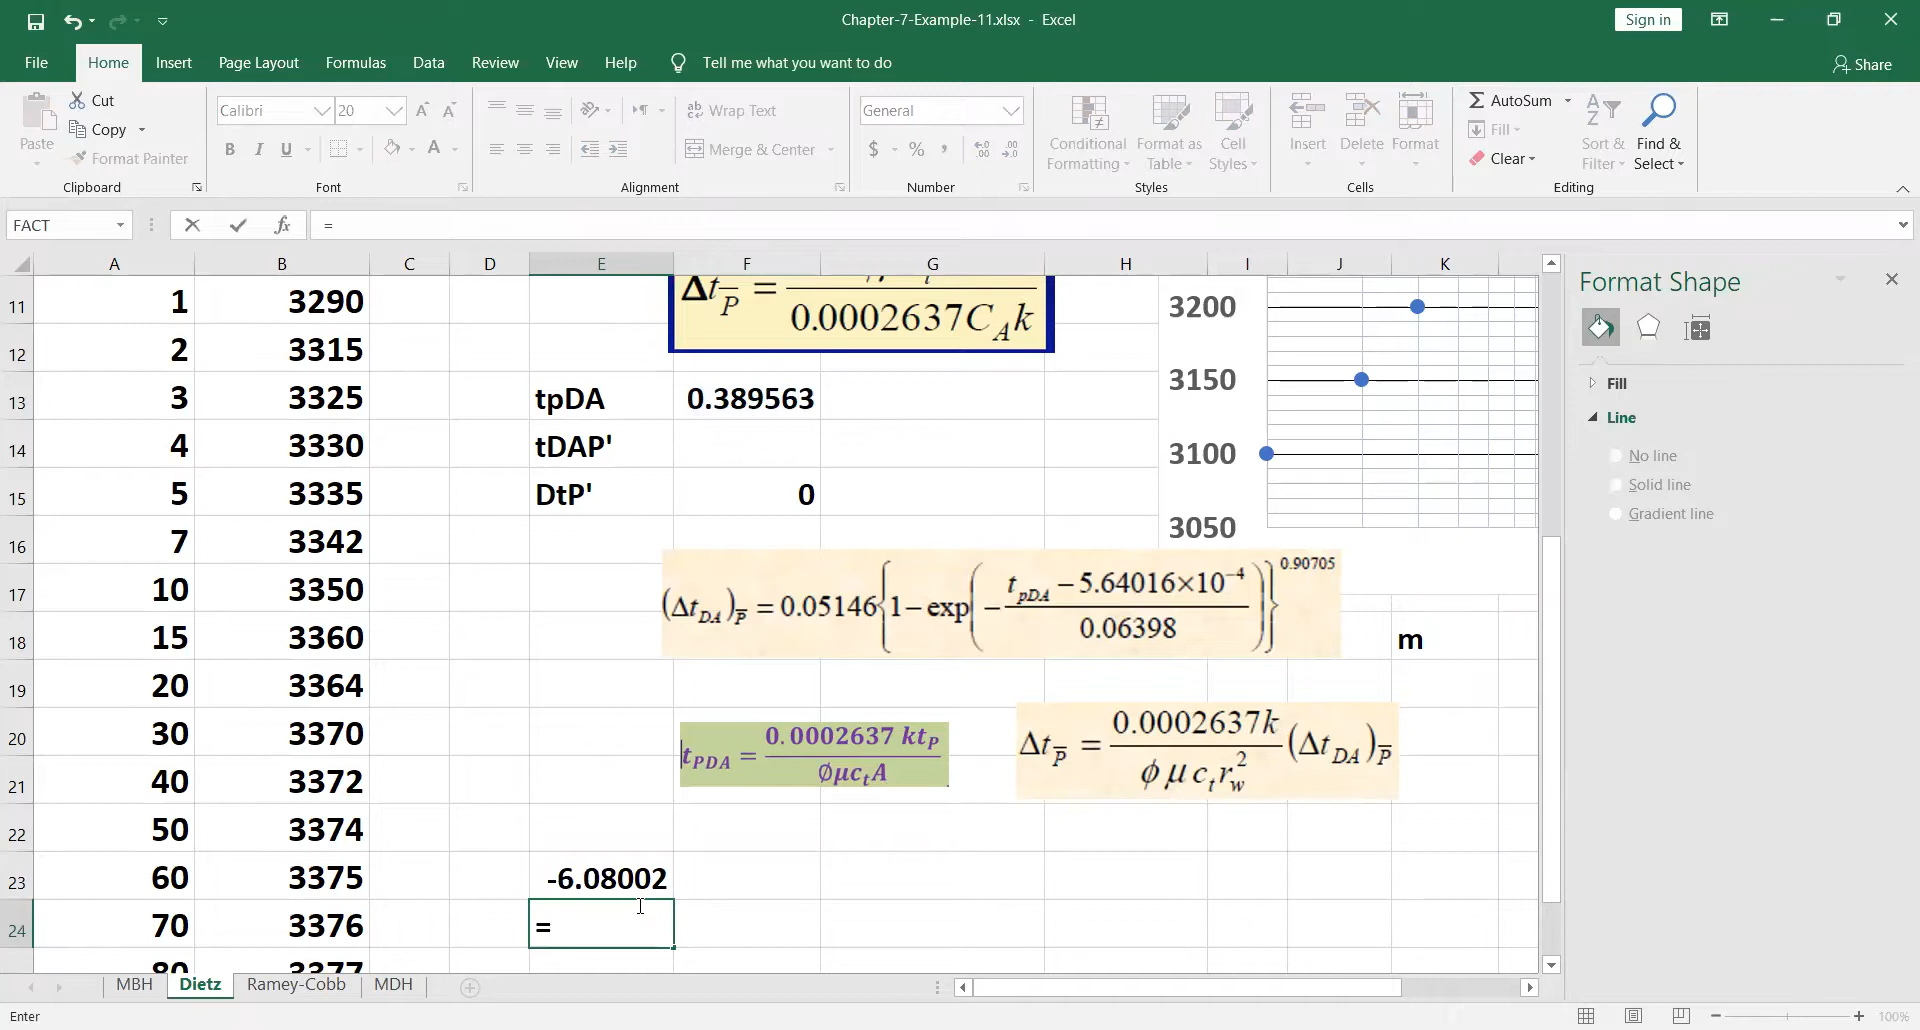 Chapter-7-Example-11.xlsx - Excel
Sign in
File Home Insert Page Layout Formulas Data Review View Help Tell me what you want to do Share
Cut
Copy
Format Painter
Paste
Calibri 20
B I U
Wrap Text
Merge & Center
General
$ % ,
Conditional Formatting
Format as Table
Cell Styles
Insert Delete Format
AutoSum
Fill
Clear
Sort & Filter
Find & Select
Clipboard Font Alignment Number Styles Cells Editing
FACT fx =
A B C D E F G H I J K
11 1 3290
12 2 3315
13 3 3325 tpDA 0.389563
14 4 3330 tDAP'
15 5 3335 DtP' 0
16 7 3342
17 10 3350
18 15 3360 m
19 20 3364
20 30 3370
21 40 3372
22 50 3374
23 60 3375 -6.08002
24 70 3376 =
80 3377
Δt_P̅ = / 0.0002637C_A k
3200
3150
3100
3050
(Δt_DA)_P̅ = 0.05146{1 − exp(− (t_pDA − 5.64016×10⁻⁴) / 0.06398)}^0.90705
t_PDA = 0.0002637 kt_P / ∅μc_tA
Δt_P̅ = 0.0002637k / ϕ μ c_t r_w² (Δt_DA)_P̅
Format Shape
Fill
Line
No line
Solid line
Gradient line
MBH Dietz Ramey-Cobb MDH
Enter
100%